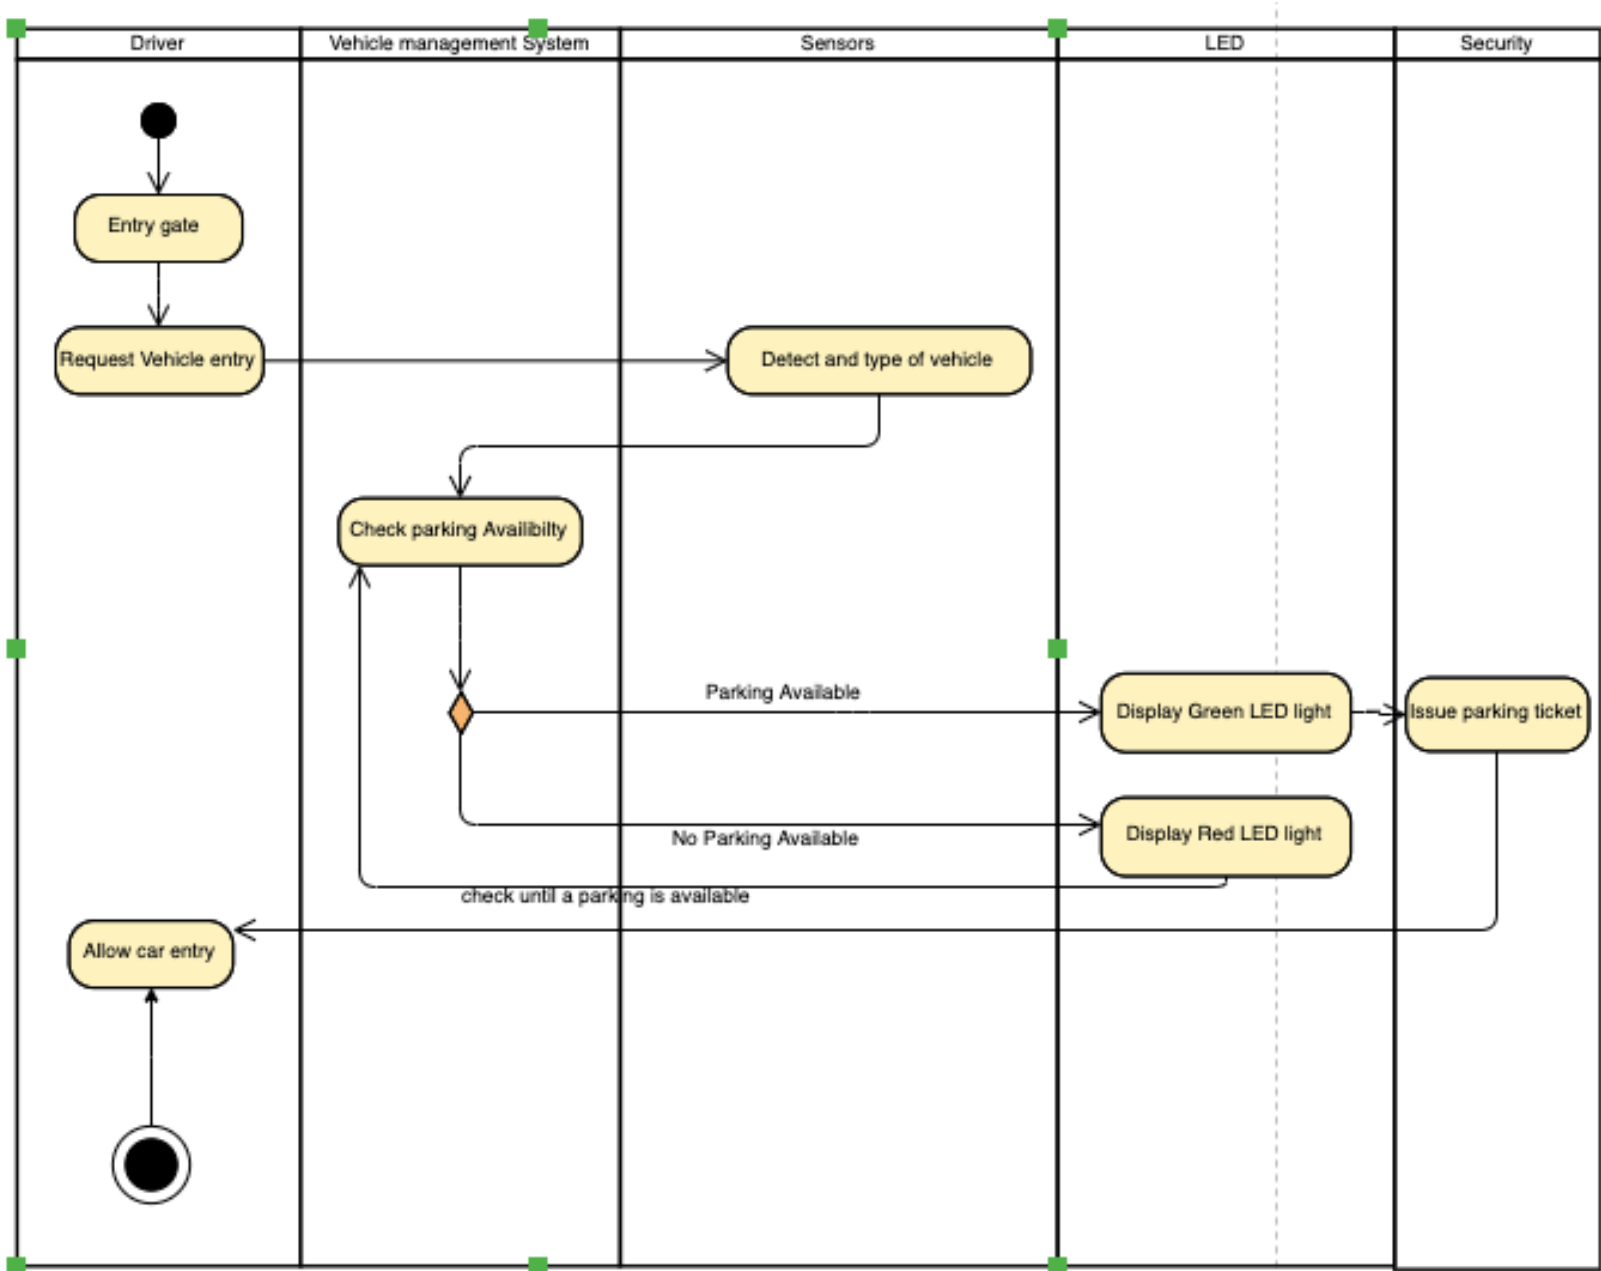 Driver
Vehicle management System
Sensors
LED
Security
Entry gate
Request Vehicle entry
Detect and type of vehicle
Check parking Availibilty
Parking Available
Display Green LED light
Issue parking ticket
No Parking Available
Display Red LED light
check until a parking is available
Allow car entry